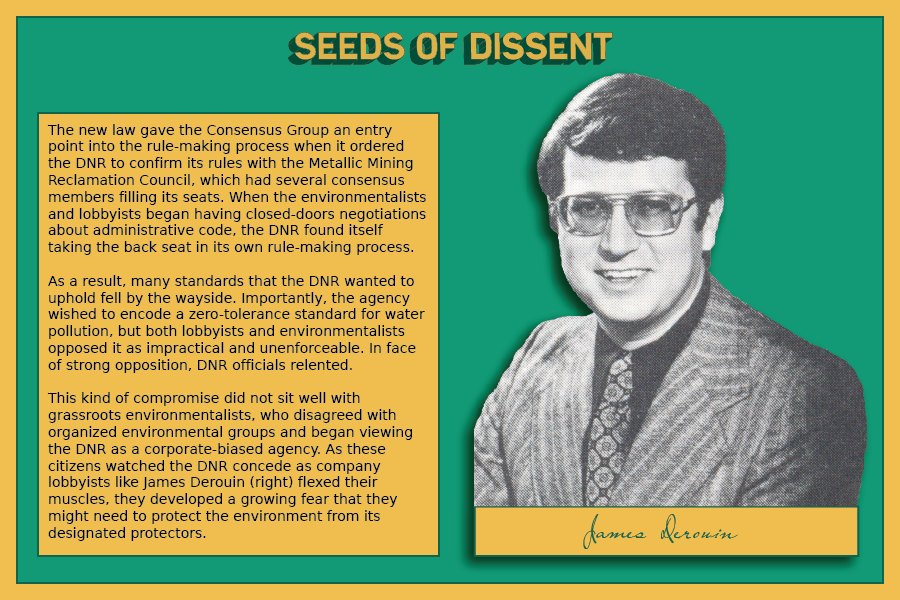 SEEDS OF DISSENT
The new law gave the Consensus Group an entry
point into the rule-making process when it ordered
the DNR to confirm its rules with the Metallic Mining
Reclamation Council, which had several consensus
members filling its seats. When the environmentalists
and lobbyists began having closed-doors negotiations
about administrative code, the DNR found itself
taking the back seat in its own rule-making process.
As a result, many standards that the DNR wanted to
uphold fell by the wayside. Importantly, the agency
wished to encode a zero-tolerance standard for water
pollution, but both lobbyists and environmentalists
opposed it as impractical and unenforceable. In face
of strong opposition, DNR officials relented.
This kind of compromise did not sit well with
grassroots environmentalists, who disagreed with
organized environmental groups and began viewing
the DNR as a corporate-biased agency. As these
citizens watched the DNR concede as company
lobbyists like James Derouin (right) flexed their
muscles, they developed a growing fear that they
might need to protect the environment from its
designated protectors.
James Derouin